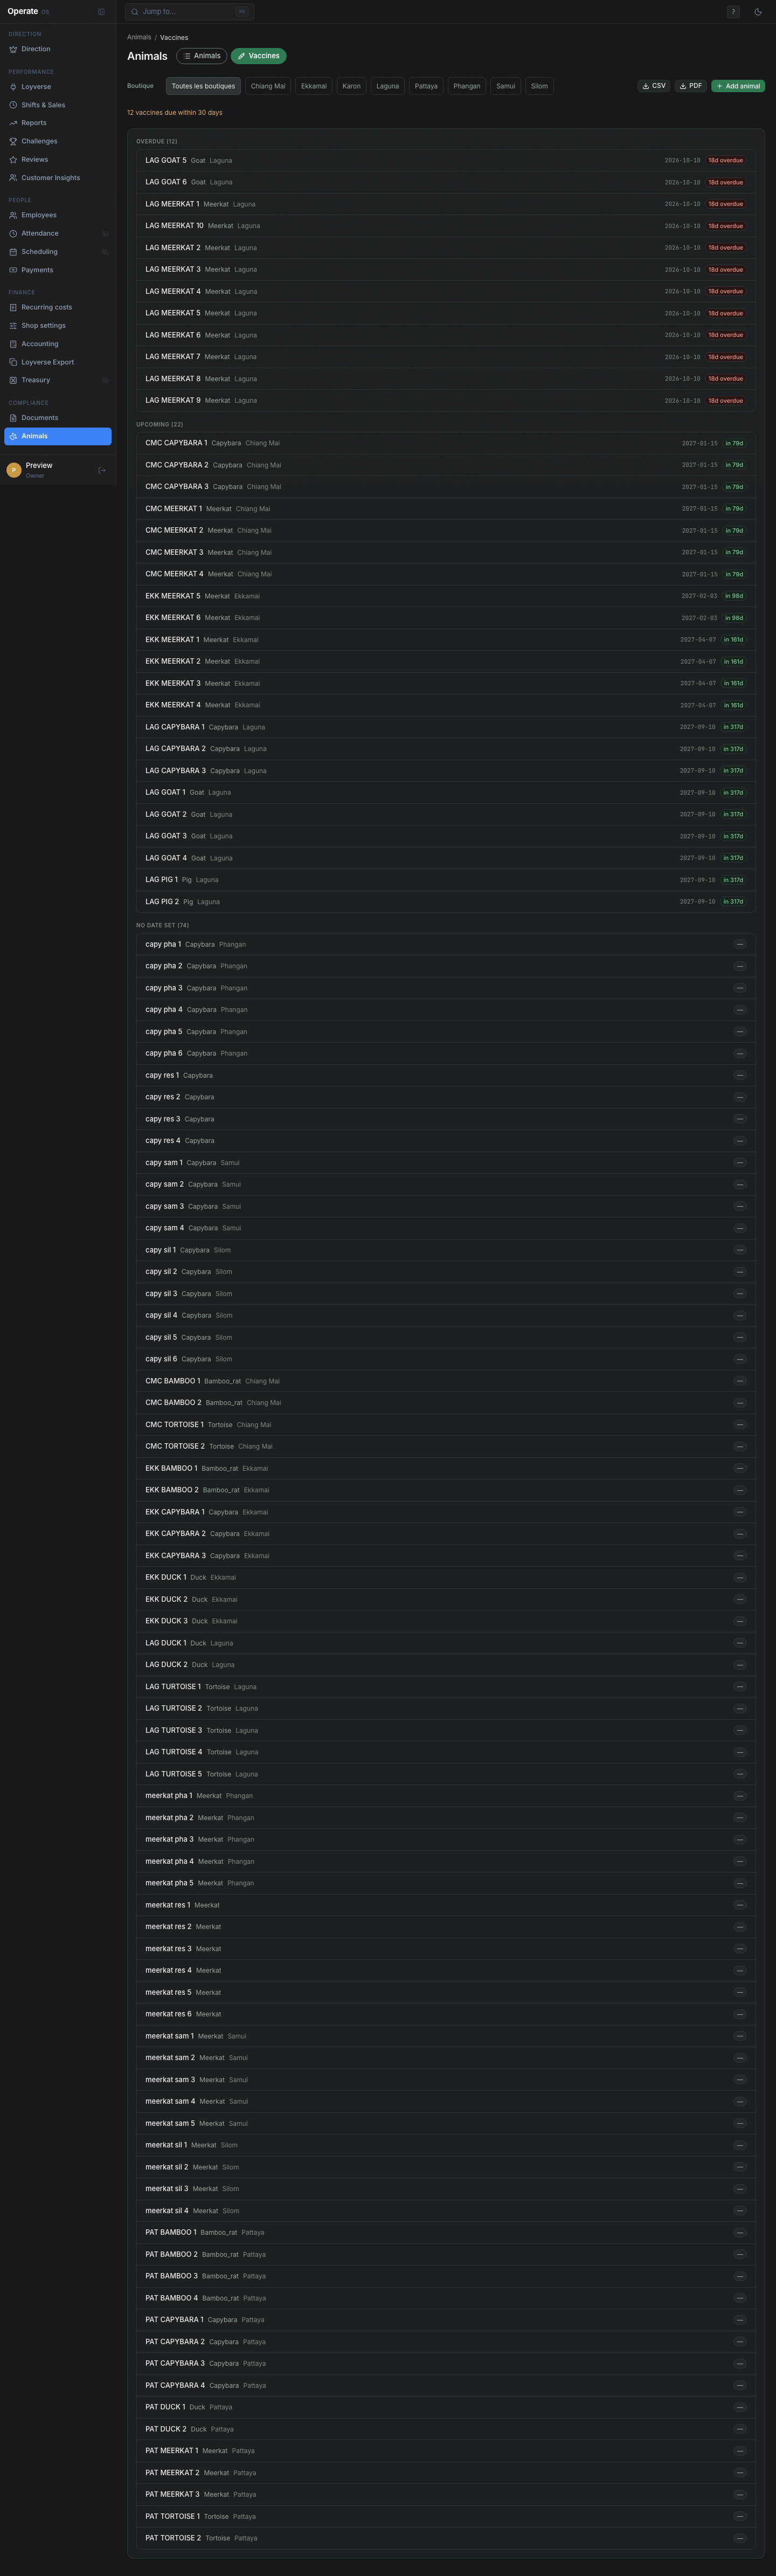 Operate OS
Jump to...
?
DIRECTION
Direction
PERFORMANCE
Loyverse
Shifts & Sales
Reports
Challenges
Reviews
Customer Insights
PEOPLE
Employees
Attendance
Scheduling
Payments
FINANCE
Recurring costs
Shop settings
Accounting
Loyverse Export
Treasury
COMPLIANCE
Documents
Animals
P
Preview
Owner
Animals / Vaccines
Animals Animals Vaccines
Boutique Toutes les boutiques Chiang Mai Ekkamai Karon Laguna Pattaya Phangan Samui Silom CSV PDF + Add animal
12 vaccines due within 30 days
OVERDUE (12)
LAG GOAT 5 Goat Laguna 2026-10-10 18d overdue
LAG GOAT 6 Goat Laguna 2026-10-10 18d overdue
LAG MEERKAT 1 Meerkat Laguna 2026-10-10 18d overdue
LAG MEERKAT 10 Meerkat Laguna 2026-10-10 18d overdue
LAG MEERKAT 2 Meerkat Laguna 2026-10-10 18d overdue
LAG MEERKAT 3 Meerkat Laguna 2026-10-10 18d overdue
LAG MEERKAT 4 Meerkat Laguna 2026-10-10 18d overdue
LAG MEERKAT 5 Meerkat Laguna 2026-10-10 18d overdue
LAG MEERKAT 6 Meerkat Laguna 2026-10-10 18d overdue
LAG MEERKAT 7 Meerkat Laguna 2026-10-10 18d overdue
LAG MEERKAT 8 Meerkat Laguna 2026-10-10 18d overdue
LAG MEERKAT 9 Meerkat Laguna 2026-10-10 18d overdue
UPCOMING (22)
CMC CAPYBARA 1 Capybara Chiang Mai 2027-01-15 in 79d
CMC CAPYBARA 2 Capybara Chiang Mai 2027-01-15 in 79d
CMC CAPYBARA 3 Capybara Chiang Mai 2027-01-15 in 79d
CMC MEERKAT 1 Meerkat Chiang Mai 2027-01-15 in 79d
CMC MEERKAT 2 Meerkat Chiang Mai 2027-01-15 in 79d
CMC MEERKAT 3 Meerkat Chiang Mai 2027-01-15 in 79d
CMC MEERKAT 4 Meerkat Chiang Mai 2027-01-15 in 79d
EKK MEERKAT 5 Meerkat Ekkamai 2027-02-03 in 98d
EKK MEERKAT 6 Meerkat Ekkamai 2027-02-03 in 98d
EKK MEERKAT 1 Meerkat Ekkamai 2027-04-07 in 161d
EKK MEERKAT 2 Meerkat Ekkamai 2027-04-07 in 161d
EKK MEERKAT 3 Meerkat Ekkamai 2027-04-07 in 161d
EKK MEERKAT 4 Meerkat Ekkamai 2027-04-07 in 161d
LAG CAPYBARA 1 Capybara Laguna 2027-09-10 in 317d
LAG CAPYBARA 2 Capybara Laguna 2027-09-10 in 317d
LAG CAPYBARA 3 Capybara Laguna 2027-09-10 in 317d
LAG GOAT 1 Goat Laguna 2027-09-10 in 317d
LAG GOAT 2 Goat Laguna 2027-09-10 in 317d
LAG GOAT 3 Goat Laguna 2027-09-10 in 317d
LAG GOAT 4 Goat Laguna 2027-09-10 in 317d
LAG PIG 1 Pig Laguna 2027-09-10 in 317d
LAG PIG 2 Pig Laguna 2027-09-10 in 317d
NO DATE SET (74)
capy pha 1 Capybara Phangan —
capy pha 2 Capybara Phangan —
capy pha 3 Capybara Phangan —
capy pha 4 Capybara Phangan —
capy pha 5 Capybara Phangan —
capy pha 6 Capybara Phangan —
capy res 1 Capybara —
capy res 2 Capybara —
capy res 3 Capybara —
capy res 4 Capybara —
capy sam 1 Capybara Samui —
capy sam 2 Capybara Samui —
capy sam 3 Capybara Samui —
capy sam 4 Capybara Samui —
capy sil 1 Capybara Silom —
capy sil 2 Capybara Silom —
capy sil 3 Capybara Silom —
capy sil 4 Capybara Silom —
capy sil 5 Capybara Silom —
capy sil 6 Capybara Silom —
CMC BAMBOO 1 Bamboo_rat Chiang Mai —
CMC BAMBOO 2 Bamboo_rat Chiang Mai —
CMC TORTOISE 1 Tortoise Chiang Mai —
CMC TORTOISE 2 Tortoise Chiang Mai —
EKK BAMBOO 1 Bamboo_rat Ekkamai —
EKK BAMBOO 2 Bamboo_rat Ekkamai —
EKK CAPYBARA 1 Capybara Ekkamai —
EKK CAPYBARA 2 Capybara Ekkamai —
EKK CAPYBARA 3 Capybara Ekkamai —
EKK DUCK 1 Duck Ekkamai —
EKK DUCK 2 Duck Ekkamai —
EKK DUCK 3 Duck Ekkamai —
LAG DUCK 1 Duck Laguna —
LAG DUCK 2 Duck Laguna —
LAG TURTOISE 1 Tortoise Laguna —
LAG TURTOISE 2 Tortoise Laguna —
LAG TURTOISE 3 Tortoise Laguna —
LAG TURTOISE 4 Tortoise Laguna —
LAG TURTOISE 5 Tortoise Laguna —
meerkat pha 1 Meerkat Phangan —
meerkat pha 2 Meerkat Phangan —
meerkat pha 3 Meerkat Phangan —
meerkat pha 4 Meerkat Phangan —
meerkat pha 5 Meerkat Phangan —
meerkat res 1 Meerkat —
meerkat res 2 Meerkat —
meerkat res 3 Meerkat —
meerkat res 4 Meerkat —
meerkat res 5 Meerkat —
meerkat res 6 Meerkat —
meerkat sam 1 Meerkat Samui —
meerkat sam 2 Meerkat Samui —
meerkat sam 3 Meerkat Samui —
meerkat sam 4 Meerkat Samui —
meerkat sam 5 Meerkat Samui —
meerkat sil 1 Meerkat Silom —
meerkat sil 2 Meerkat Silom —
meerkat sil 3 Meerkat Silom —
meerkat sil 4 Meerkat Silom —
PAT BAMBOO 1 Bamboo_rat Pattaya —
PAT BAMBOO 2 Bamboo_rat Pattaya —
PAT BAMBOO 3 Bamboo_rat Pattaya —
PAT BAMBOO 4 Bamboo_rat Pattaya —
PAT CAPYBARA 1 Capybara Pattaya —
PAT CAPYBARA 2 Capybara Pattaya —
PAT CAPYBARA 3 Capybara Pattaya —
PAT CAPYBARA 4 Capybara Pattaya —
PAT DUCK 1 Duck Pattaya —
PAT DUCK 2 Duck Pattaya —
PAT MEERKAT 1 Meerkat Pattaya —
PAT MEERKAT 2 Meerkat Pattaya —
PAT MEERKAT 3 Meerkat Pattaya —
PAT TORTOISE 1 Tortoise Pattaya —
PAT TORTOISE 2 Tortoise Pattaya —